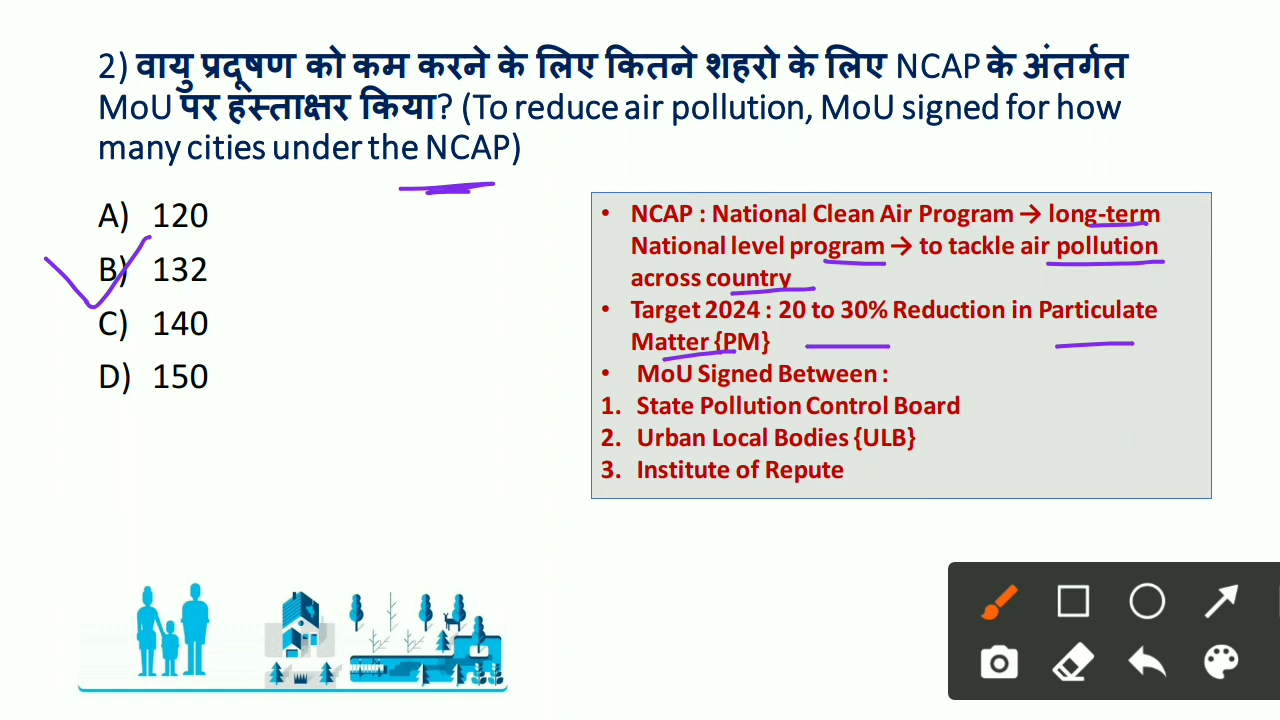 2) वायु प्रदूषण को कम करने के लिए कितने शहरो के लिए NCAP के अंतर्गत
MoU पर हस्ताक्षर किया? (To reduce air pollution, MoU signed for how
many cities under the NCAP)
A) 120
B) 132
C) 140
D) 150
• NCAP : National Clean Air Program → long-term
National level program → to tackle air pollution
across country
• Target 2024 : 20 to 30% Reduction in Particulate
Matter {PM}
• MoU Signed Between :
1. State Pollution Control Board
2. Urban Local Bodies {ULB}
3. Institute of Repute